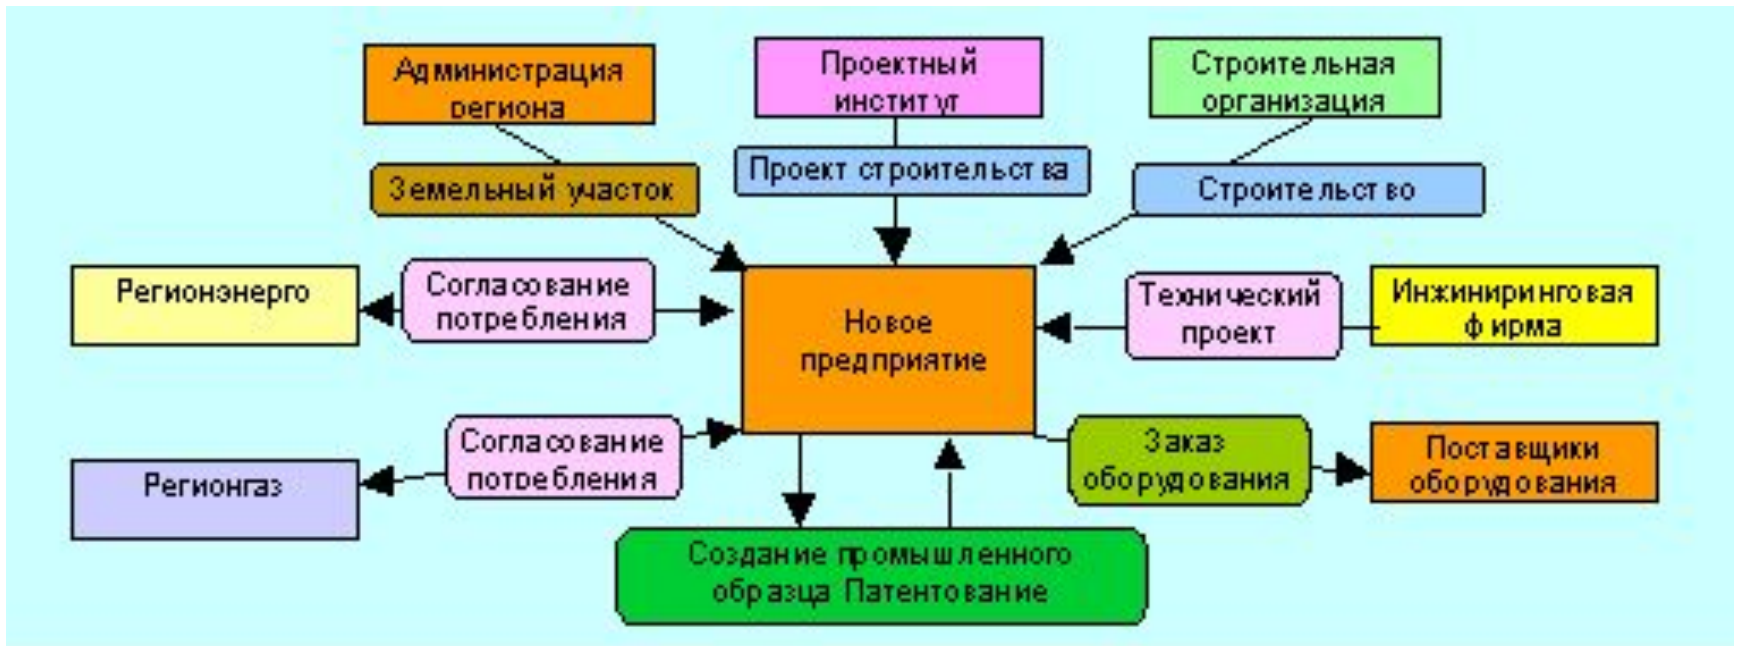 Администрация
региона
Проектный
институт
Строительная
организация
Земельный участок
Проект строительства
Строительство
Регионэнерго
Согласование
потребления
Новое
предприятие
Технический
проект
Инжиниринговая
фирма
Регионгаз
Согласование
потребления
Заказ
оборудования
Поставщики
оборудования
Создание промышленного
образца Патентование